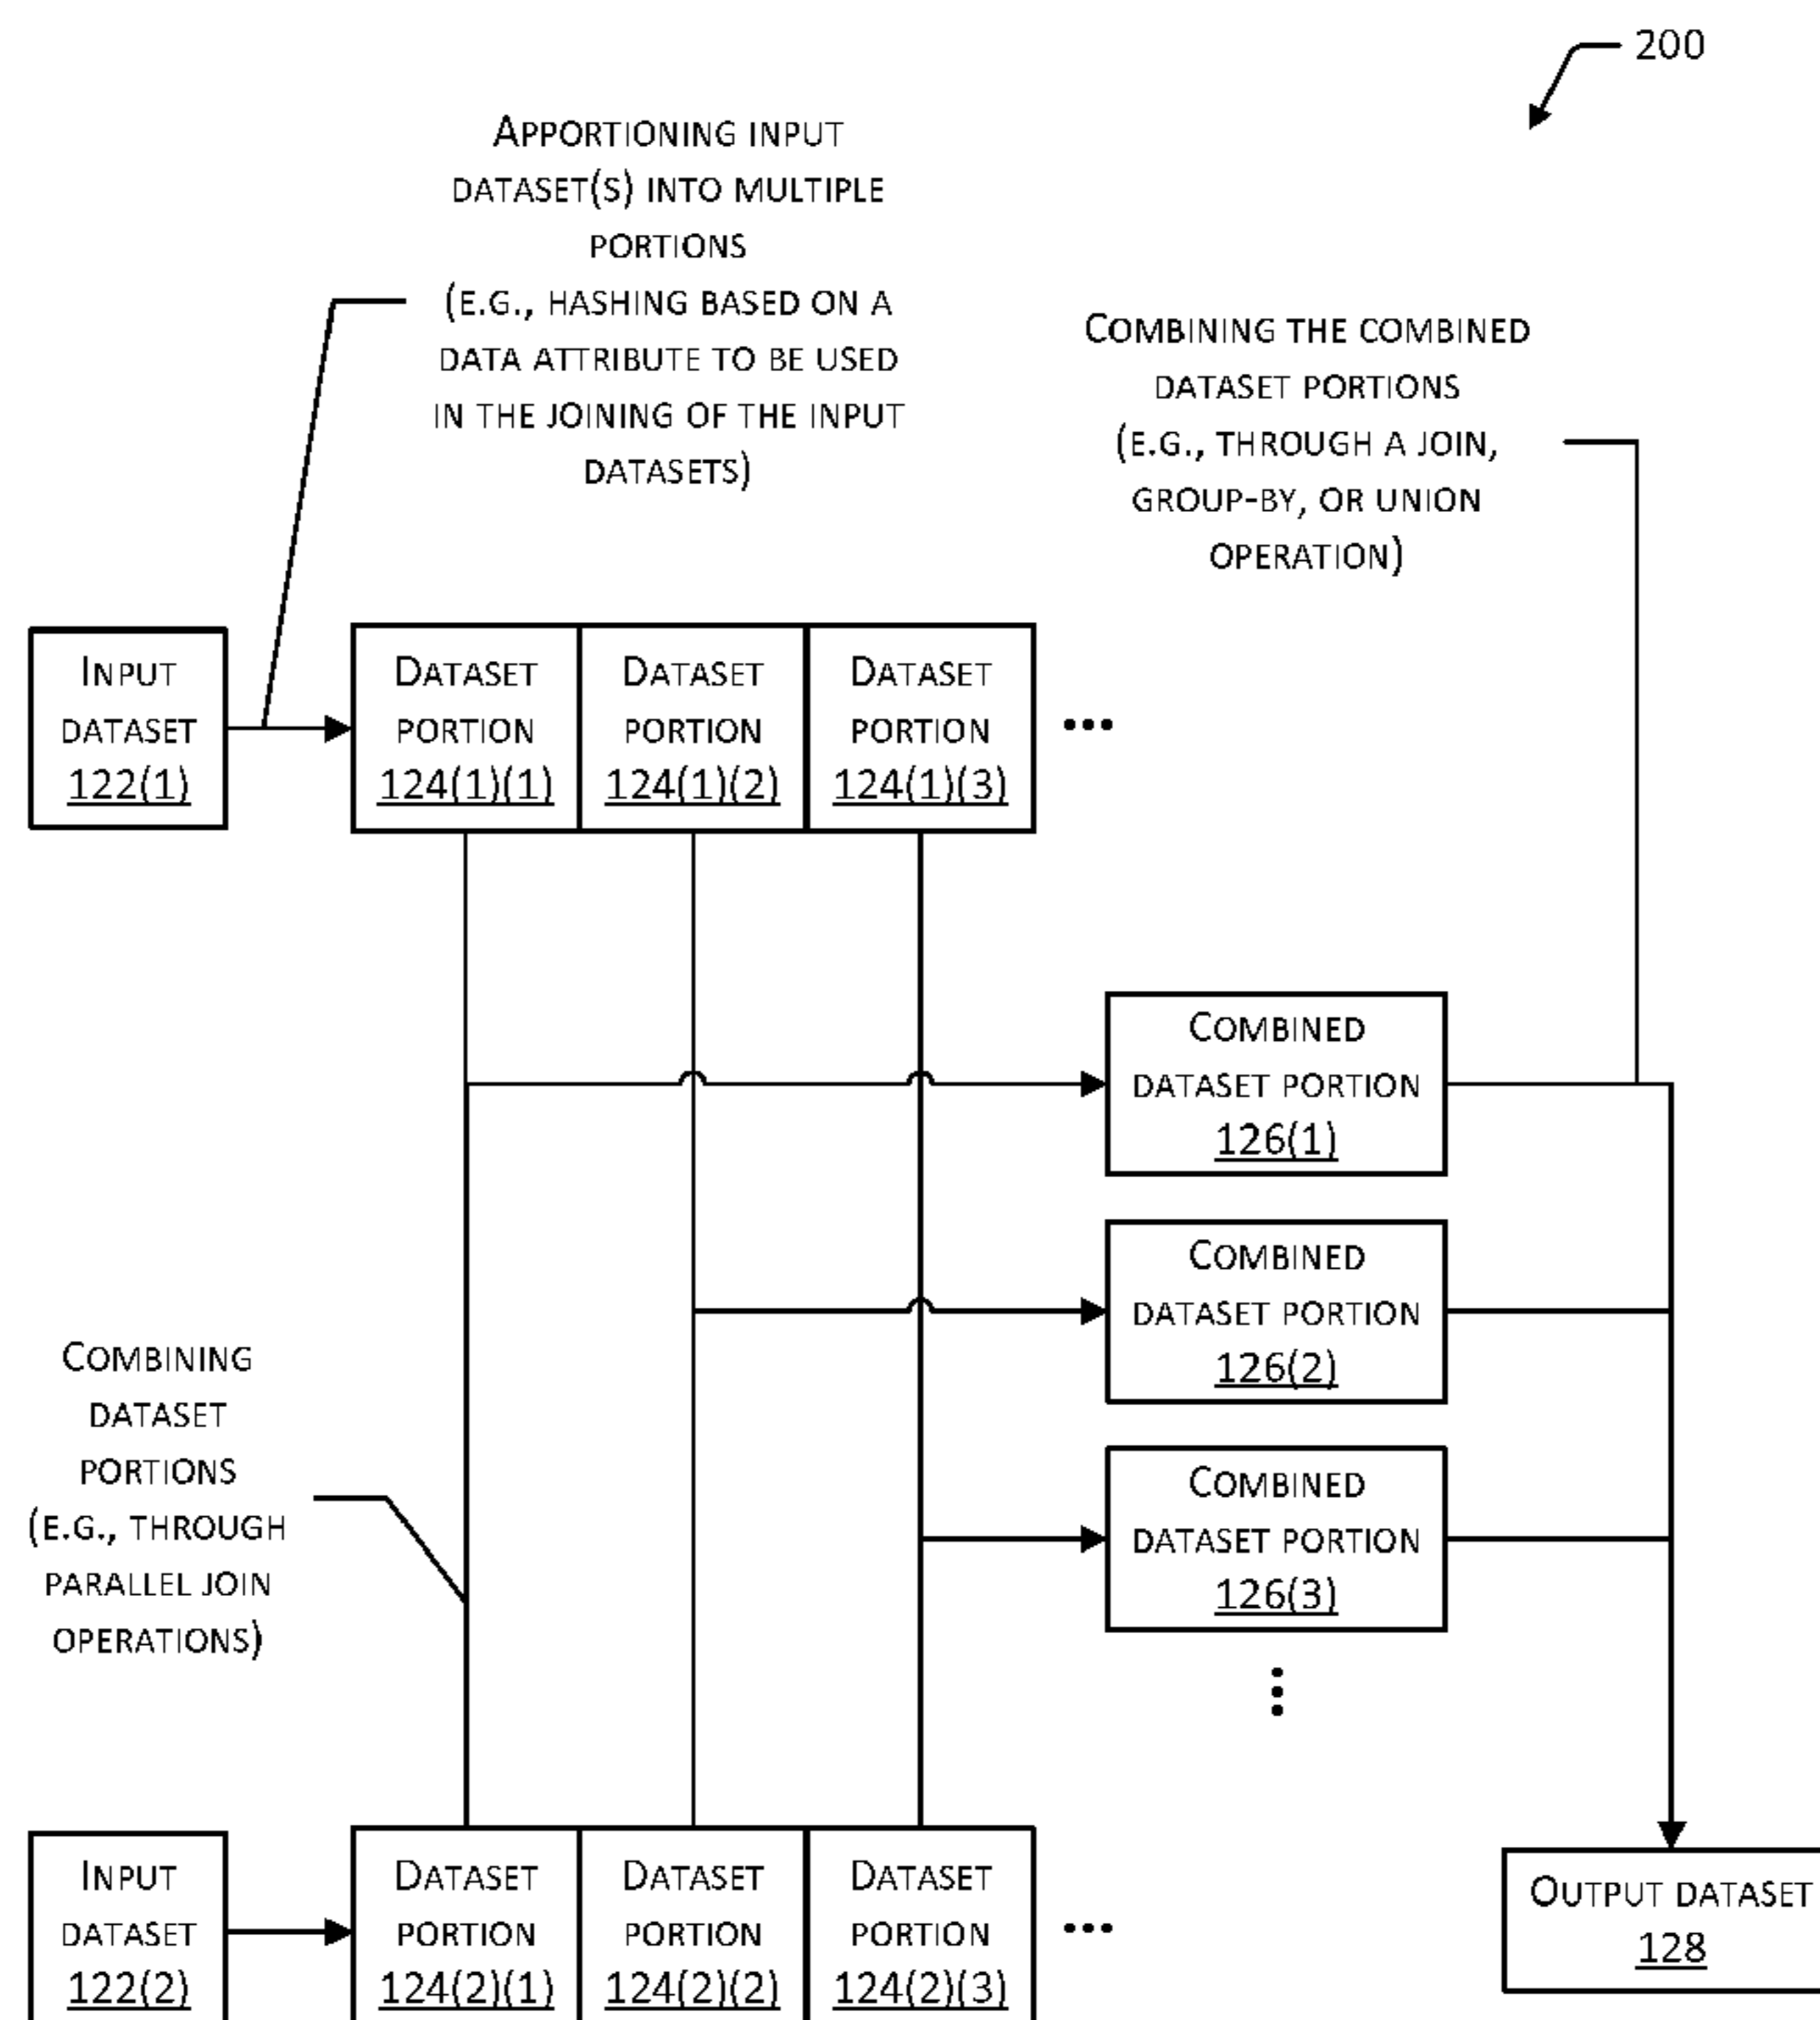 200
Apportioning input
dataset(s) into multiple
portions
(e.g., hashing based on a
data attribute to be used
in the joining of the input
datasets)
Combining the combined
dataset portions
(e.g., through a join,
group-by, or union
operation)
Input
dataset
122(1)
Dataset
portion
124(1)(1)
Dataset
portion
124(1)(2)
Dataset
portion
124(1)(3)
...
Combined
dataset portion
126(1)
Combined
dataset portion
126(2)
Combined
dataset portion
126(3)
...
Combining
dataset
portions
(e.g., through
parallel join
operations)
Input
dataset
122(2)
Dataset
portion
124(2)(1)
Dataset
portion
124(2)(2)
Dataset
portion
124(2)(3)
...
Output dataset
128